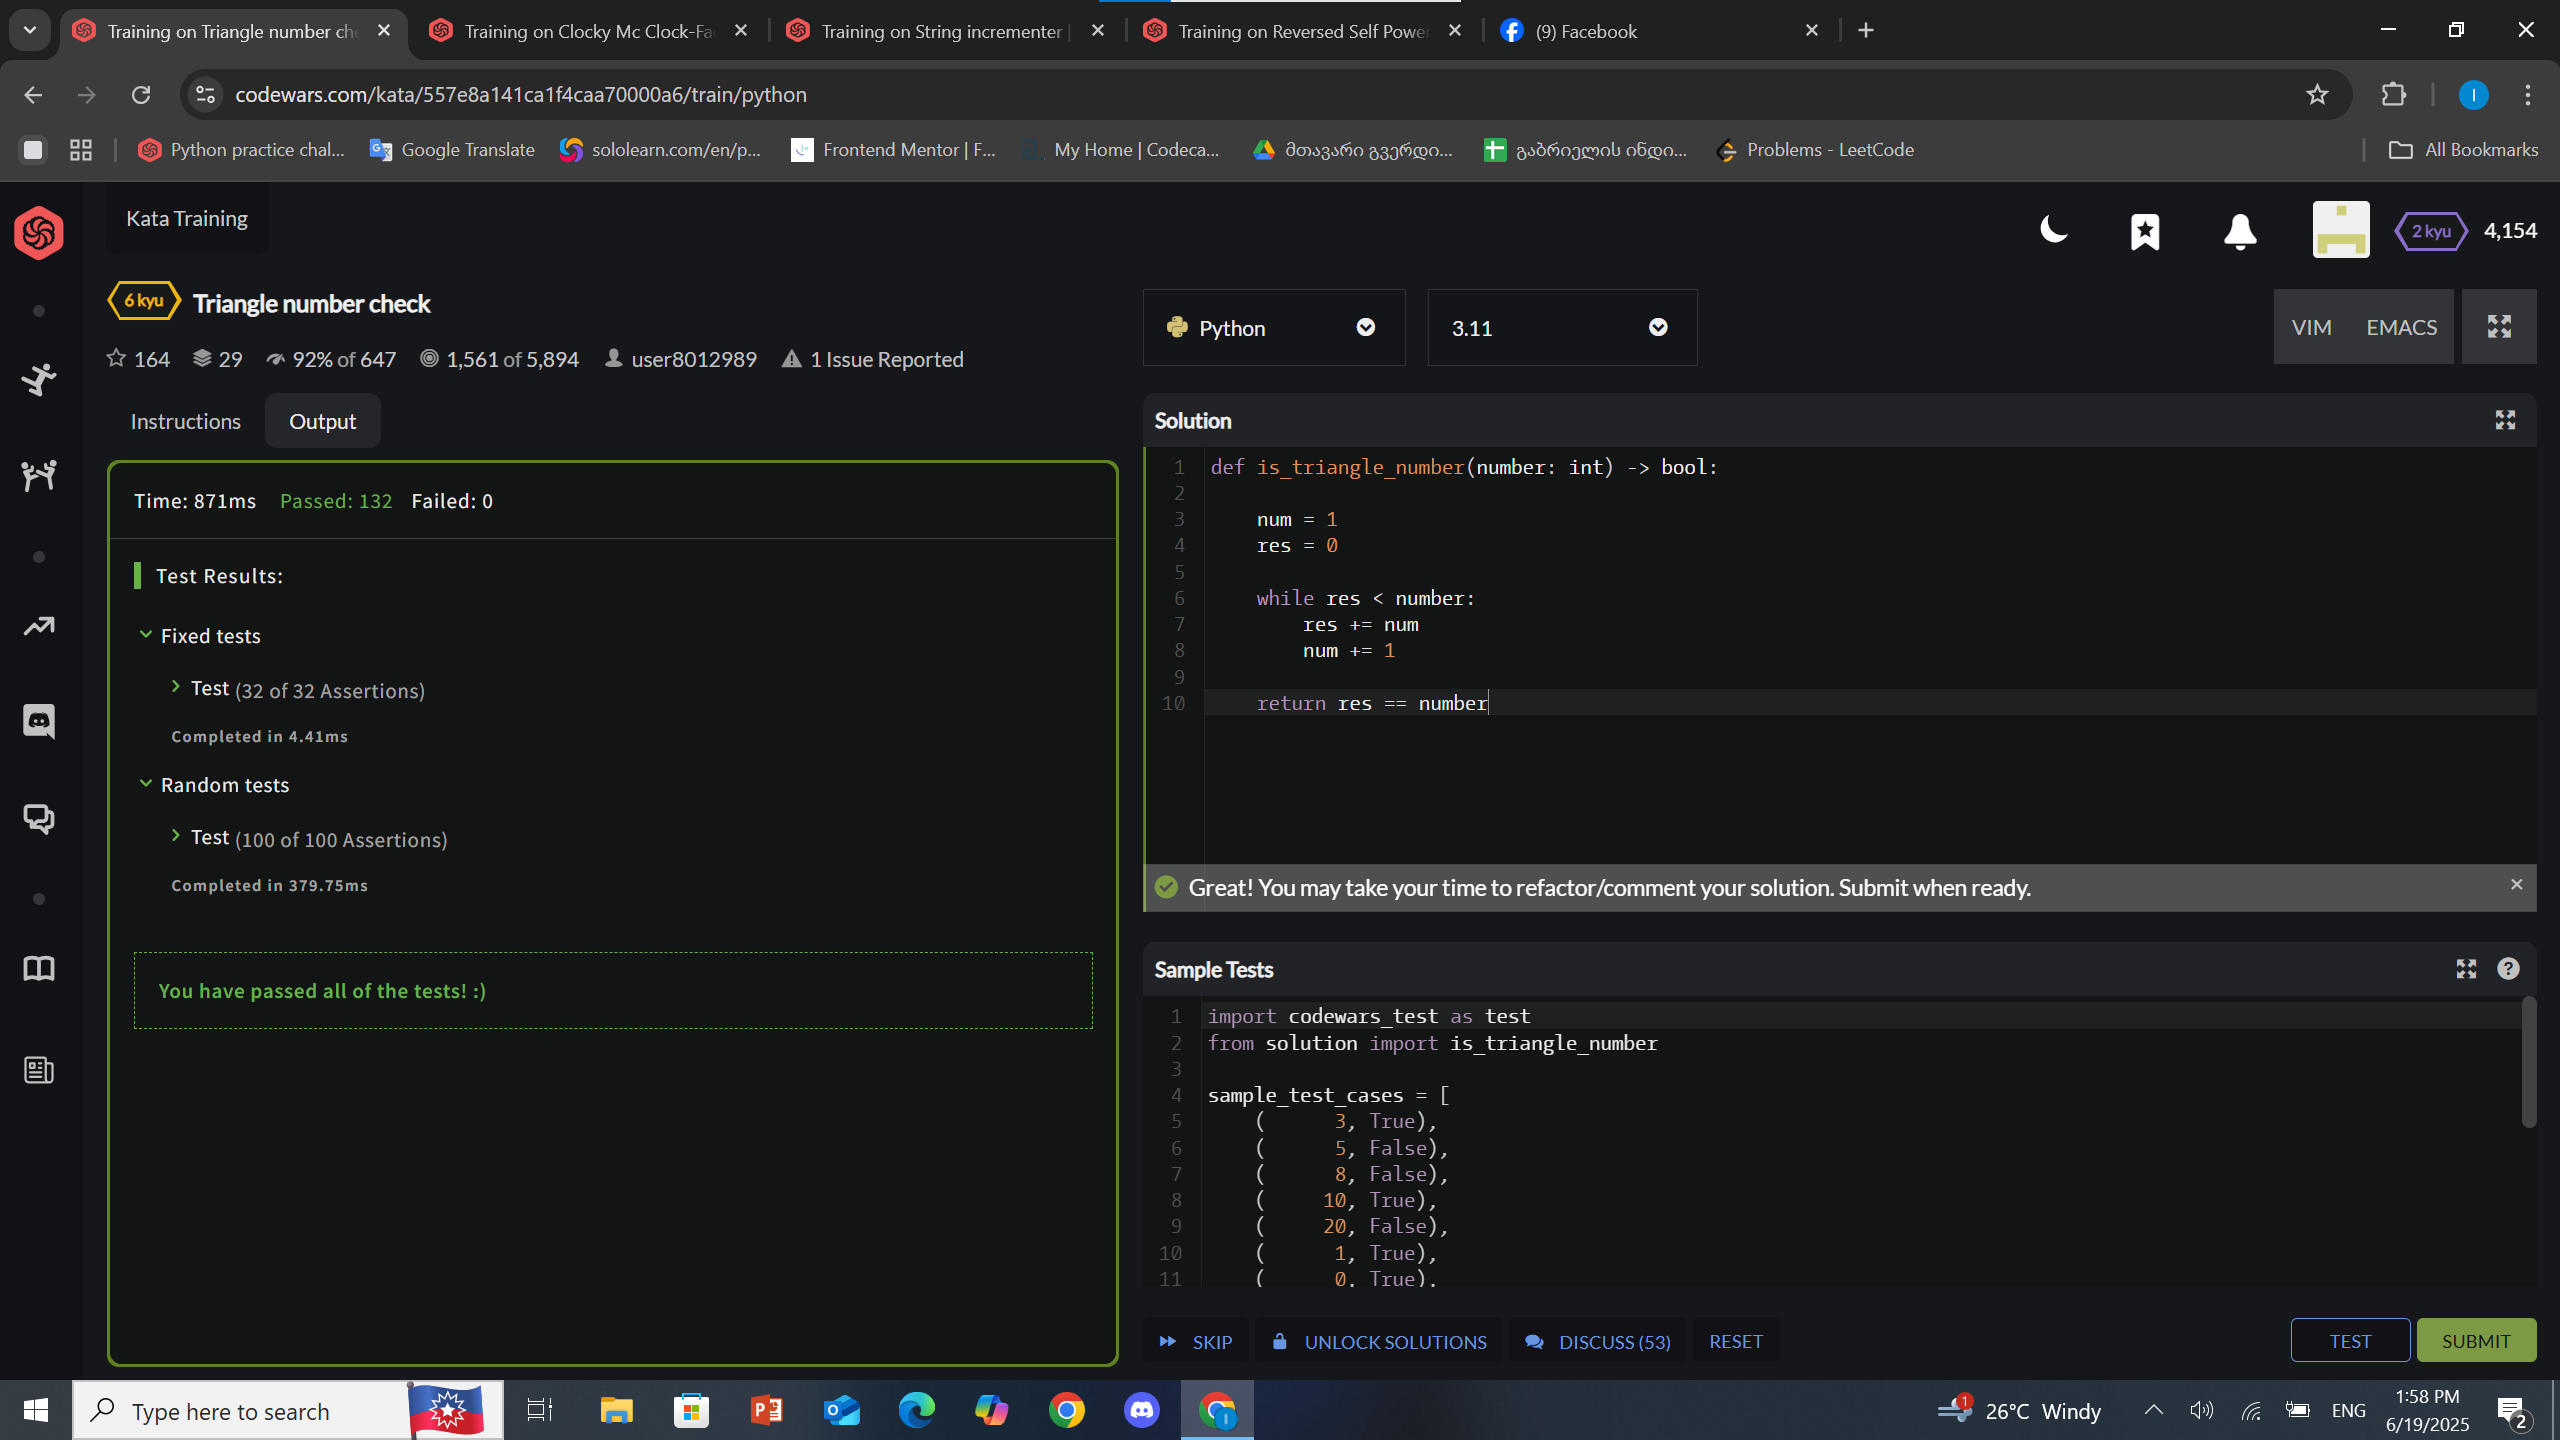 Training on Triangle number che
Training on Clocky Mc Clock-Fac
Training on String incrementer |
Training on Reversed Self Power
(9) Facebook
codewars.com/kata/557e8a141ca1f4caa70000a6/train/python
I
Python practice chal...
Google Translate
sololearn.com/en/p...
Frontend Mentor | F...
My Home | Codeca...
მთავარი გვერდი...
გაბრიელის ინდი...
Problems - LeetCode
All Bookmarks
Kata Training
2 kyu
4,154
6 kyu
Triangle number check
164
29
92% of 647
1,561 of 5,894
user8012989
1 Issue Reported
Python
3.11
VIM
EMACS
Instructions
Output
Time: 871ms Passed: 132 Failed: 0
Test Results:
Fixed tests
Test (32 of 32 Assertions)
Completed in 4.41ms
Random tests
Test (100 of 100 Assertions)
Completed in 379.75ms
You have passed all of the tests! :)
Solution
1 def is_triangle_number(number: int) -> bool:
2
3     num = 1
4     res = 0
5
6     while res < number:
7         res += num
8         num += 1
9
10     return res == number
Great! You may take your time to refactor/comment your solution. Submit when ready.
Sample Tests
1 import codewars_test as test
2 from solution import is_triangle_number
3
4 sample_test_cases = [
5     (      3, True),
6     (      5, False),
7     (      8, False),
8     (     10, True),
9     (     20, False),
10     (      1, True),
11     (      0, True),
SKIP
UNLOCK SOLUTIONS
DISCUSS (53)
RESET
TEST
SUBMIT
Type here to search
1
26°C Windy
ENG
1:58 PM
6/19/2025
2